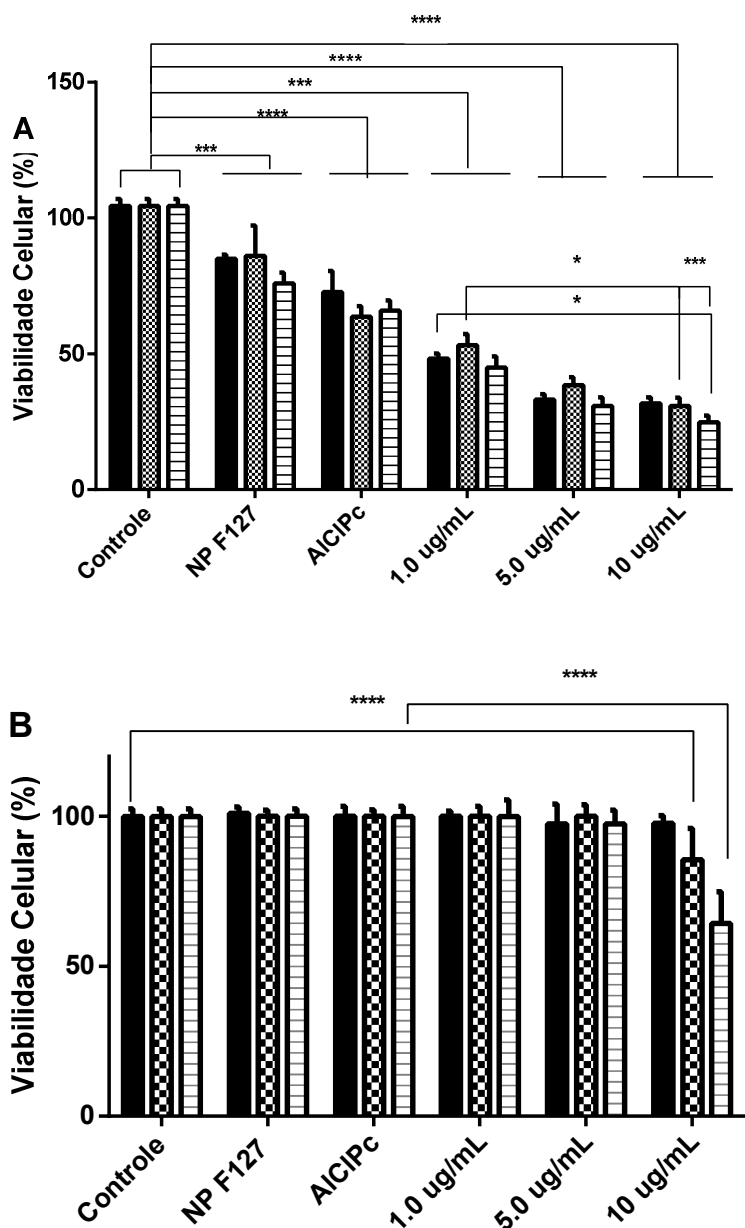 ****
****
***
****
***
A
Viabilidade Celular (%)
150
100
50
0
*
***
*
Controle
NP F127
AlClPc
1.0 ug/mL
5.0 ug/mL
10 ug/mL
B
Viabilidade Celular (%)
****
****
100
50
0
Controle
NP F127
AlClPc
1.0 ug/mL
5.0 ug/mL
10 ug/mL